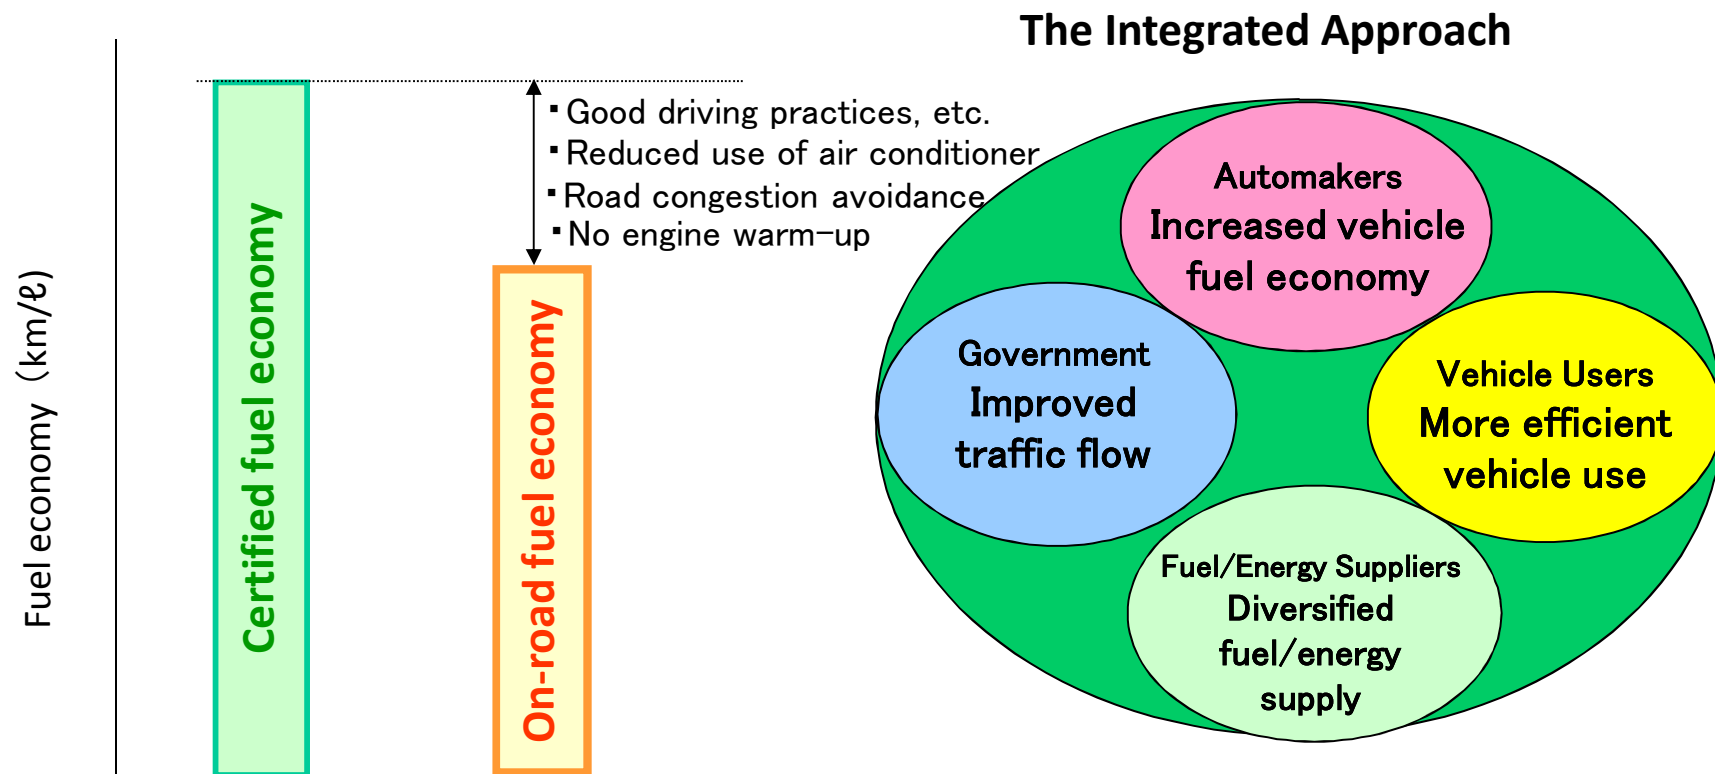 The Integrated Approach
Fuel economy（km/ℓ)
Certified fuel economy
On-road fuel economy
・Good driving practices, etc.
・Reduced use of air conditioner
・Road congestion avoidance
・No engine warm-up
Automakers
Increased vehicle
fuel economy
Government
Improved
traffic flow
Vehicle Users
More efficient
vehicle use
Fuel/Energy Suppliers
Diversified
fuel/energy
supply